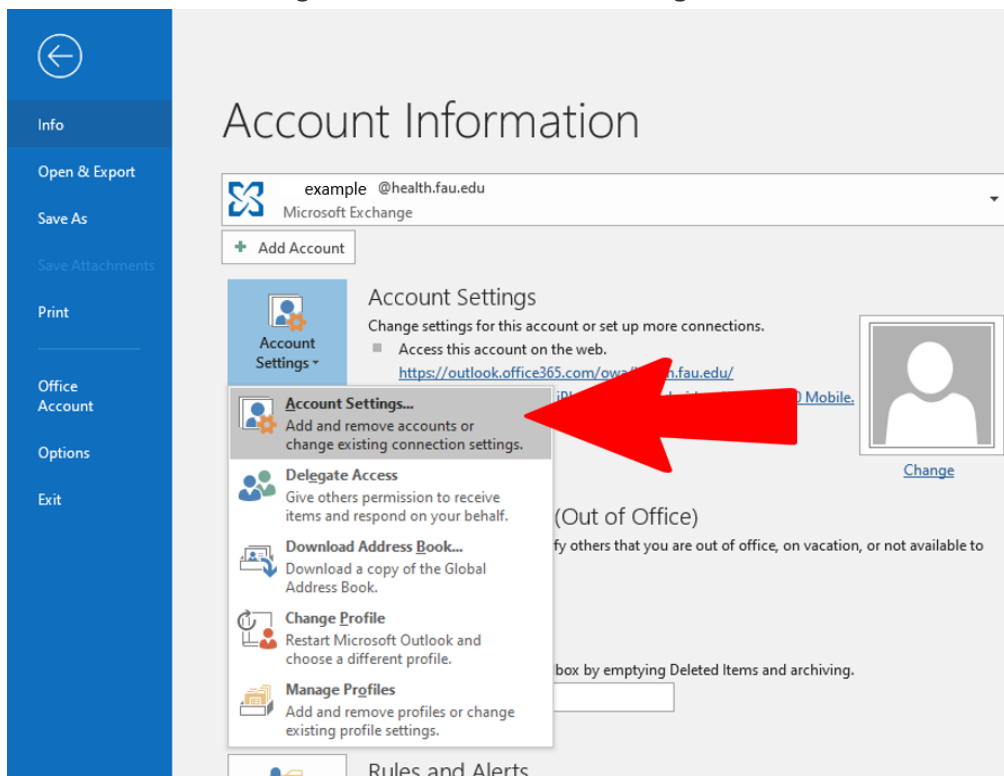 Info
Open & Export
Save As
Save Attachments
Print
Office
Account
Options
Exit
Account Information
example @health.fau.edu
Microsoft Exchange
+ Add Account
Account
Settings
Account Settings
Change settings for this account or set up more connections.
Access this account on the web.
https://outlook.office365.com/owa/
h.fau.edu/
0 Mobile.
Change
Account Settings...
Add and remove accounts or
change existing connection settings.
Delegate Access
Give others permission to receive
items and respond on your behalf.
Download Address Book...
Download a copy of the Global
Address Book.
Change Profile
Restart Microsoft Outlook and
choose a different profile.
Manage Profiles
Add and remove profiles or change
existing profile settings.
(Out of Office)
fy others that you are out of office, on vacation, or not available to
box by emptying Deleted Items and archiving.
Rules and Alerts